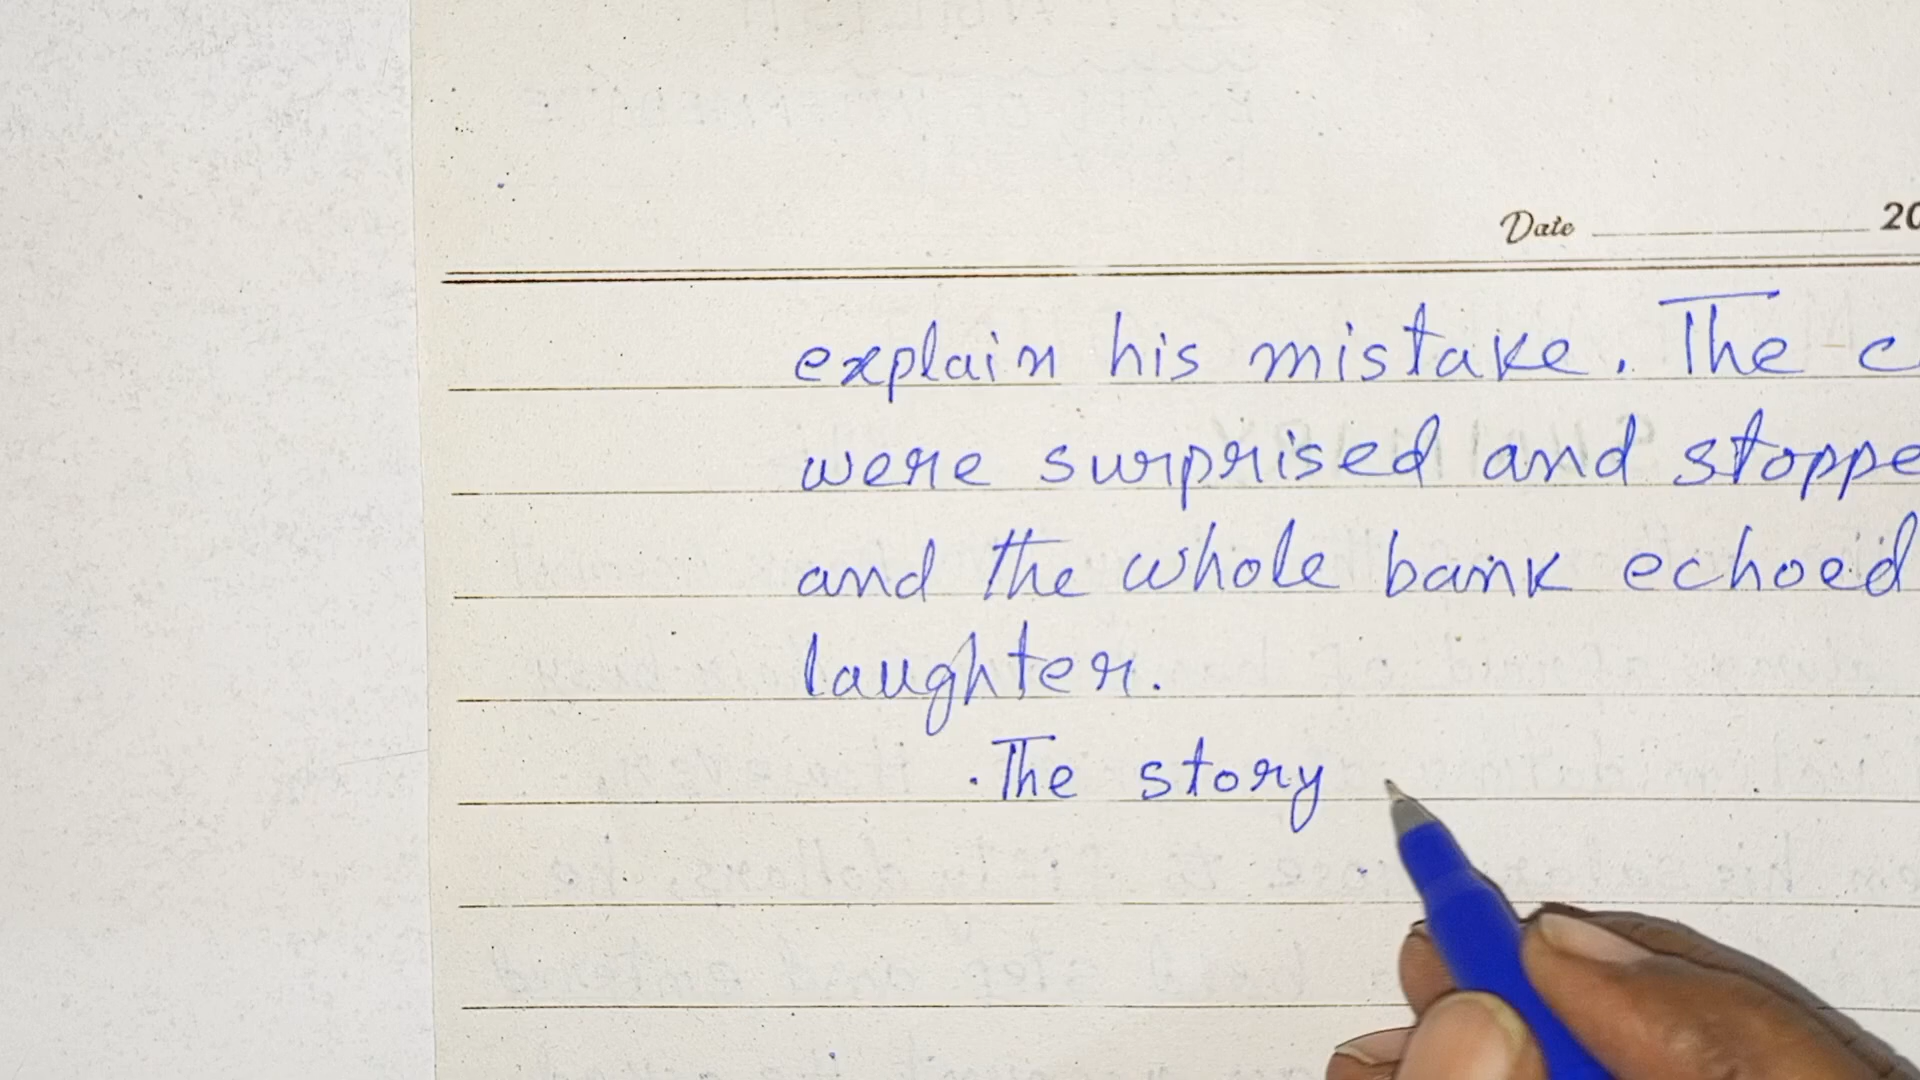 Date 20
explain his mistake. The c
were surprised and stoppe
and the whole bank echoed
laughter.
. The story